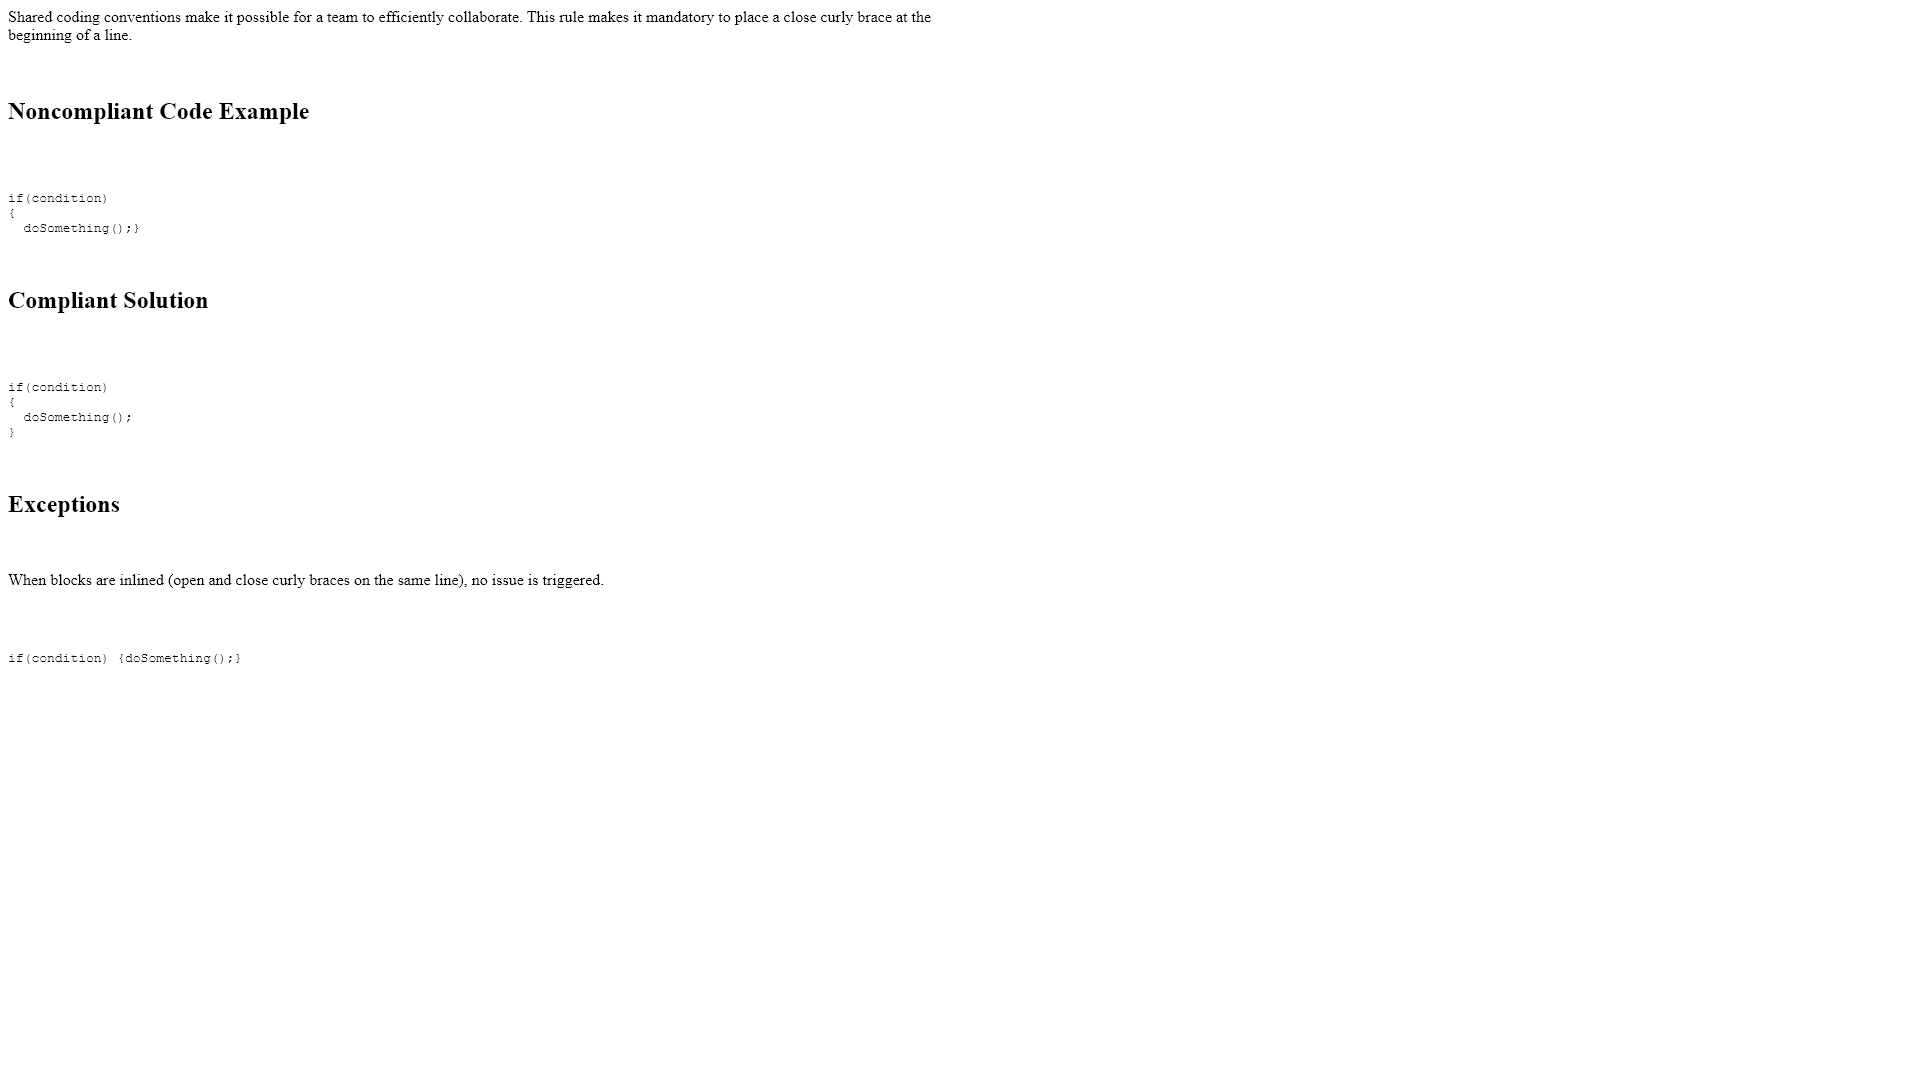 Shared coding conventions make it possible for a team to efficiently collaborate. This rule makes it mandatory to place a close curly brace at the
beginning of a line.
Noncompliant Code Example
if(condition)
{
  doSomething();}
Compliant Solution
if(condition)
{
  doSomething();
}
Exceptions
When blocks are inlined (open and close curly braces on the same line), no issue is triggered.
if(condition) {doSomething();}